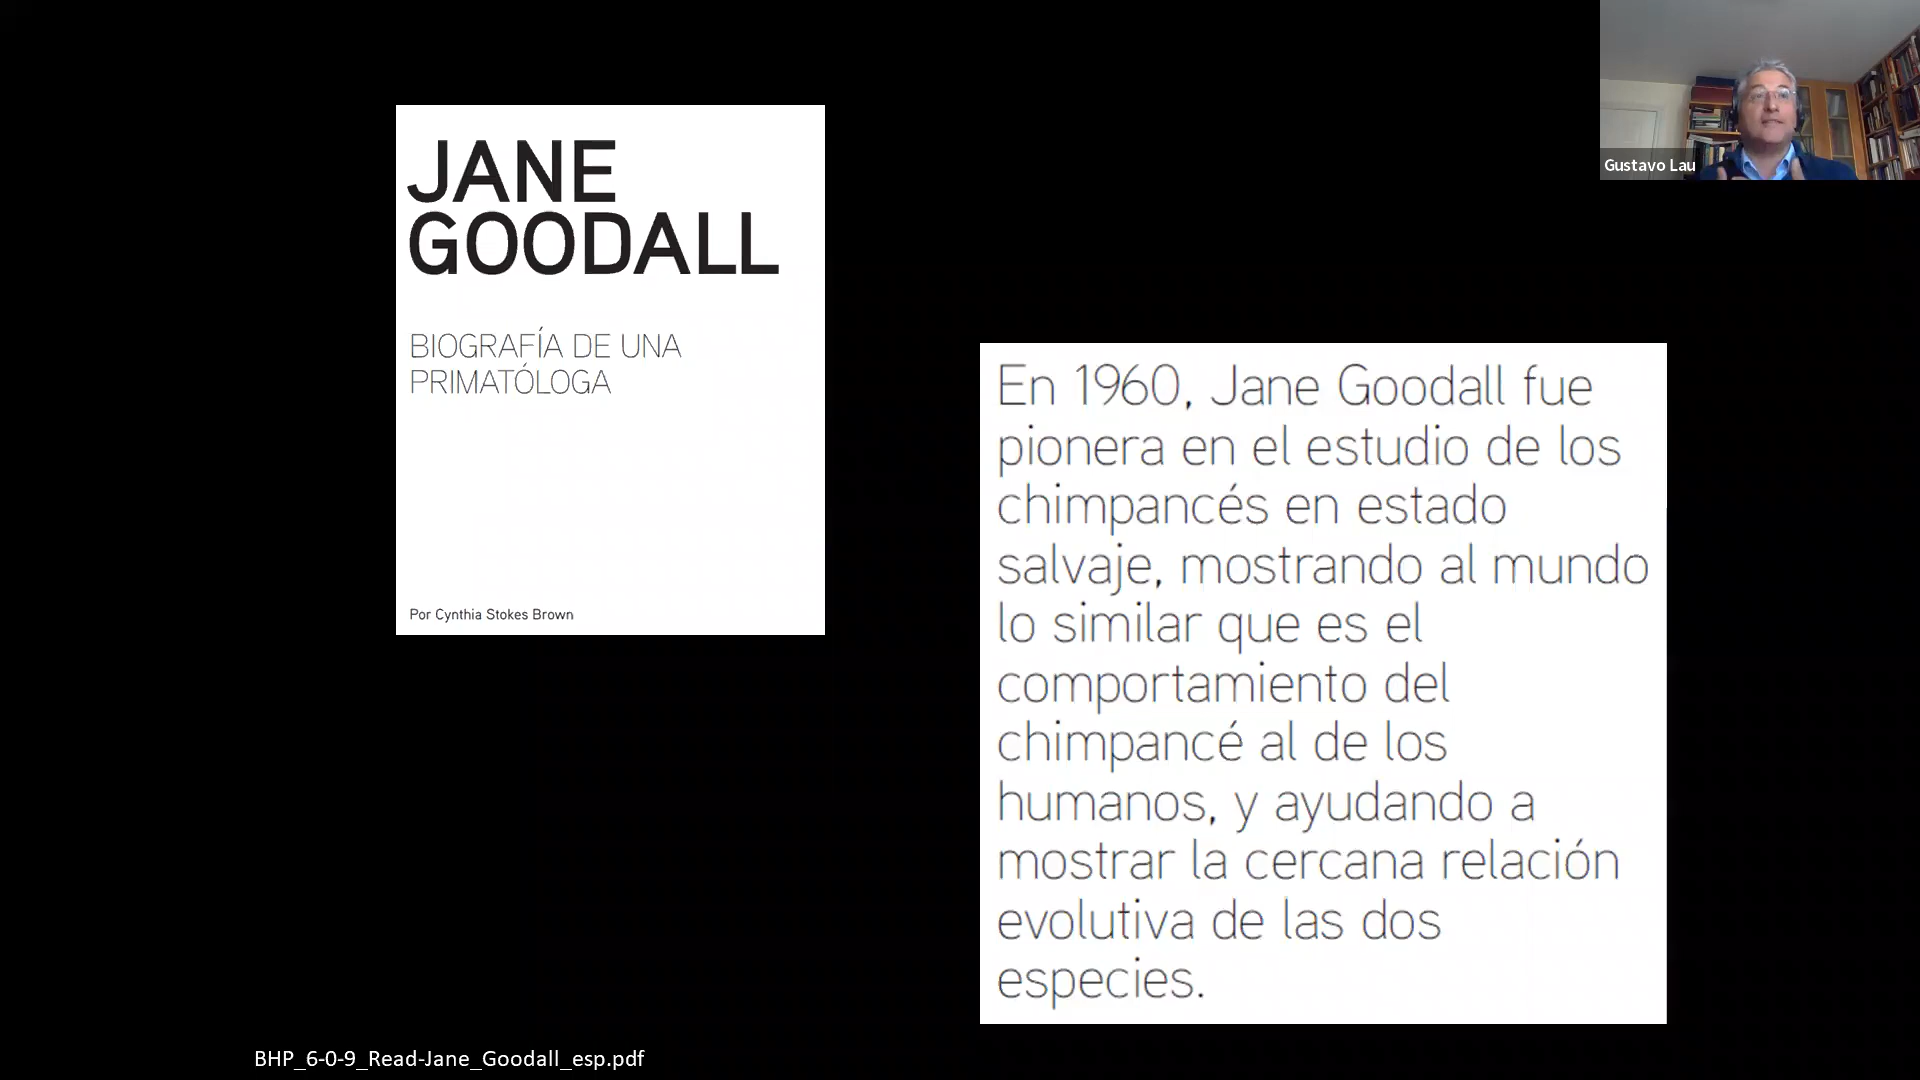 JANE
GOODALL
BIOGRAFÍA DE UNA
PRIMATÓLOGA
Por Cynthia Stokes Brown
En 1960, Jane Goodall fue
pionera en el estudio de los
chimpancés en estado
salvaje, mostrando al mundo
lo similar que es el
comportamiento del
chimpancé al de los
humanos, y ayudando a
mostrar la cercana relación
evolutiva de las dos
especies.
BHP_6-0-9_Read-Jane_Goodall_esp.pdf
Gustavo Lau